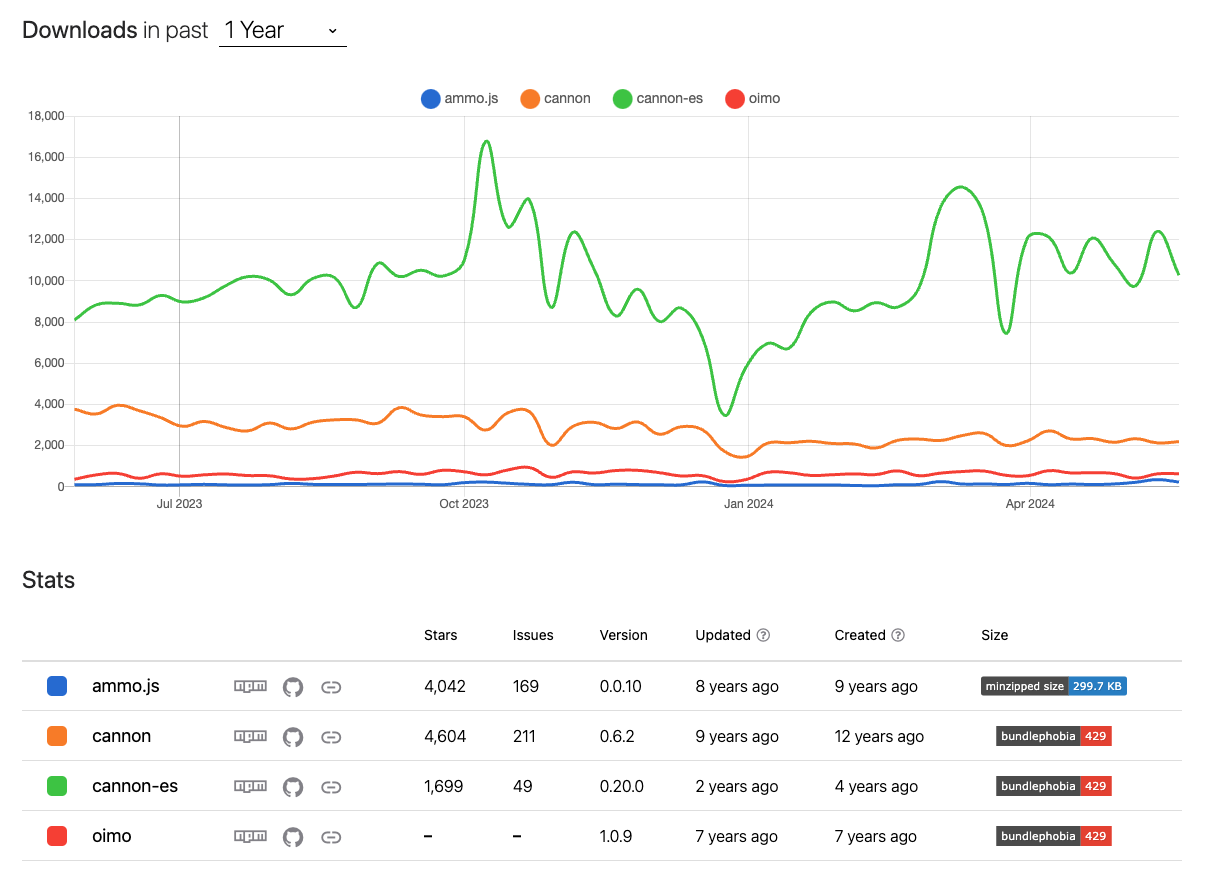 Downloads in past 1 Year
ammo.js cannon cannon-es oimo
18,000
16,000
14,000
12,000
10,000
8,000
6,000
4,000
2,000
0
Jul 2023 Oct 2023 Jan 2024 Apr 2024
Stats
Stars Issues Version Updated ? Created ? Size
ammo.js npm 4,042 169 0.0.10 8 years ago 9 years ago minzipped size 299.7 KB
cannon npm 4,604 211 0.6.2 9 years ago 12 years ago bundlephobia 429
cannon-es npm 1,699 49 0.20.0 2 years ago 4 years ago bundlephobia 429
oimo npm – – 1.0.9 7 years ago 7 years ago bundlephobia 429